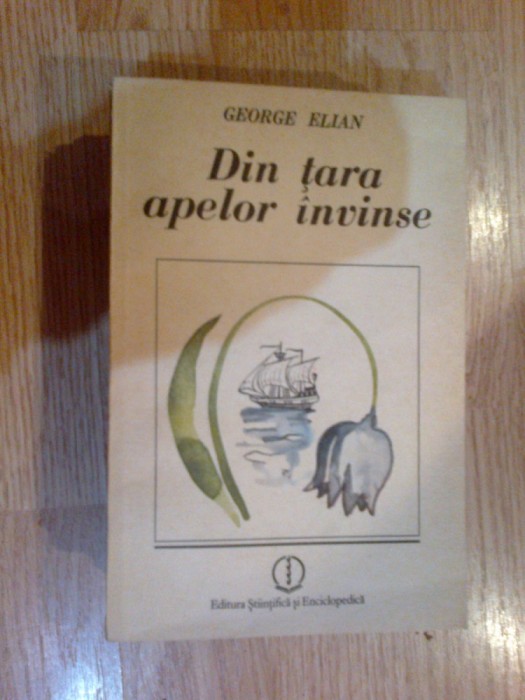 GEORGE ELIAN
Din țara
apelor învinse
Editura Științifică și Enciclopedică